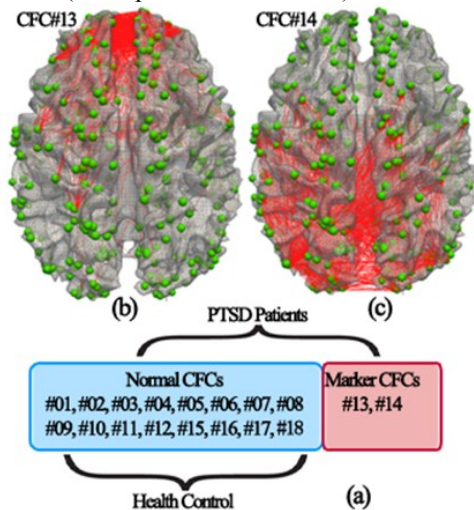 CFC#13
CFC#14
(b)
(c)
PTSD Patients
Normal CFCs
Marker CFCs
#01, #02, #03, #04, #05, #06, #07, #08
#13, #14
#09, #10, #11, #12, #15, #16, #17, #18
Health Control
(a)